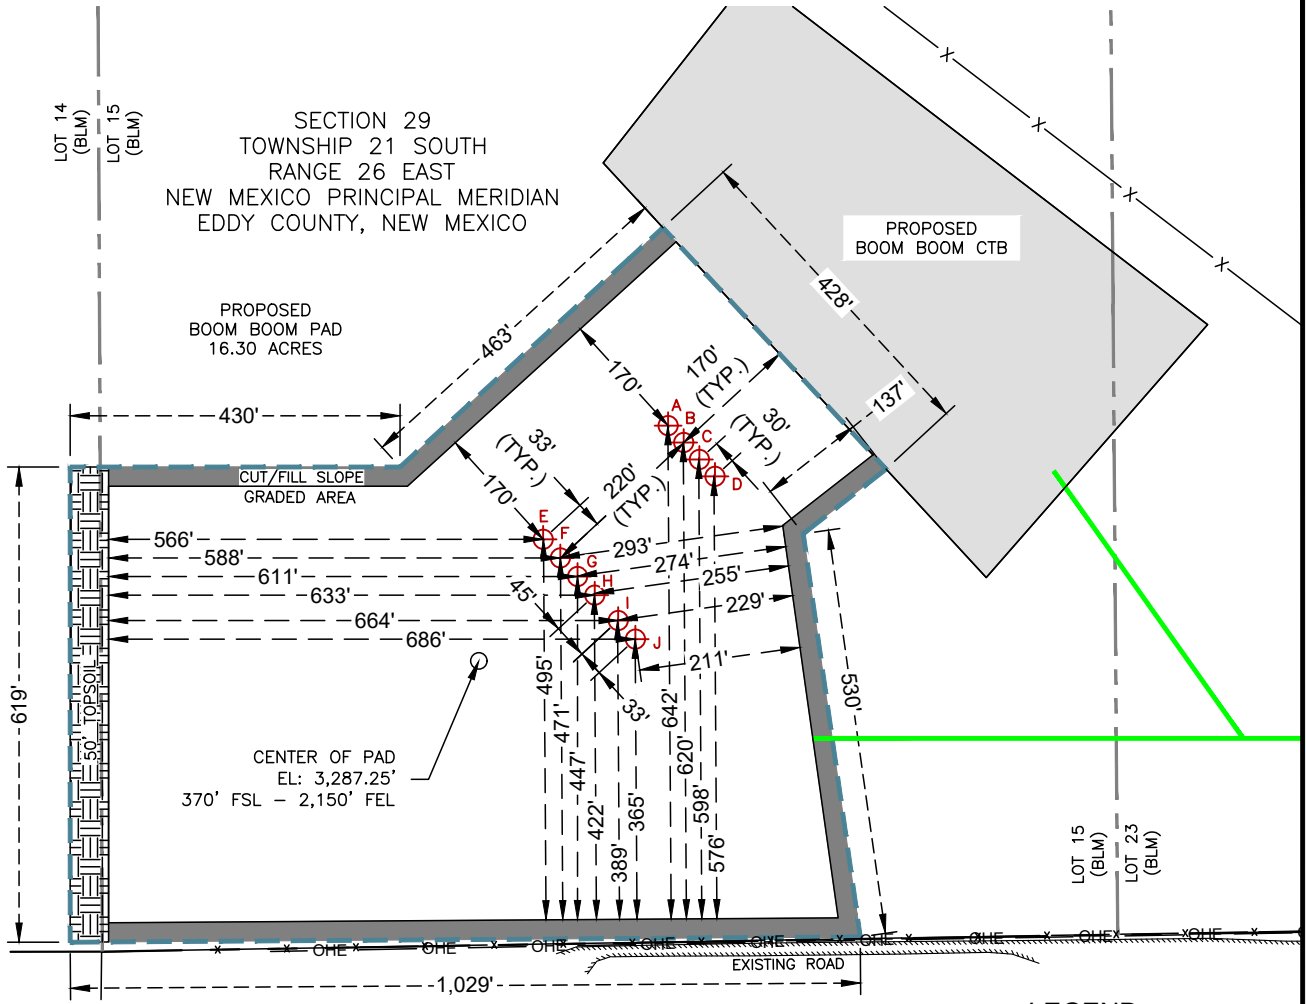 LOT 14
(BLM)
LOT 15
(BLM)
SECTION 29
TOWNSHIP 21 SOUTH
RANGE 26 EAST
NEW MEXICO PRINCIPAL MERIDIAN
EDDY COUNTY, NEW MEXICO
X
X
X
X
PROPOSED
BOOM BOOM CTB
428'
137'
PROPOSED
BOOM BOOM PAD
16.30 ACRES
463'
430'
170'
170'
(TYP.)
30'
(TYP.)
A
B
C
D
33'
(TYP.)
220'
(TYP.)
170'
CUT/FILL SLOPE
GRADED AREA
E
F
G
H
I
J
566'
588'
611'
633'
664'
686'
293'
274'
255'
229'
211'
45'
33'
619'
50' TOPSOIL
530'
495'
471'
447'
422'
389'
365'
642'
620'
598'
576'
CENTER OF PAD
EL: 3,287.25'
370' FSL – 2,150' FEL
LOT 15
(BLM)
LOT 23
(BLM)
x OHE x OHE x OHE x OHE x OHE x OHE x OHE x OHE x OHE x
EXISTING ROAD
1,029'
LEGEND